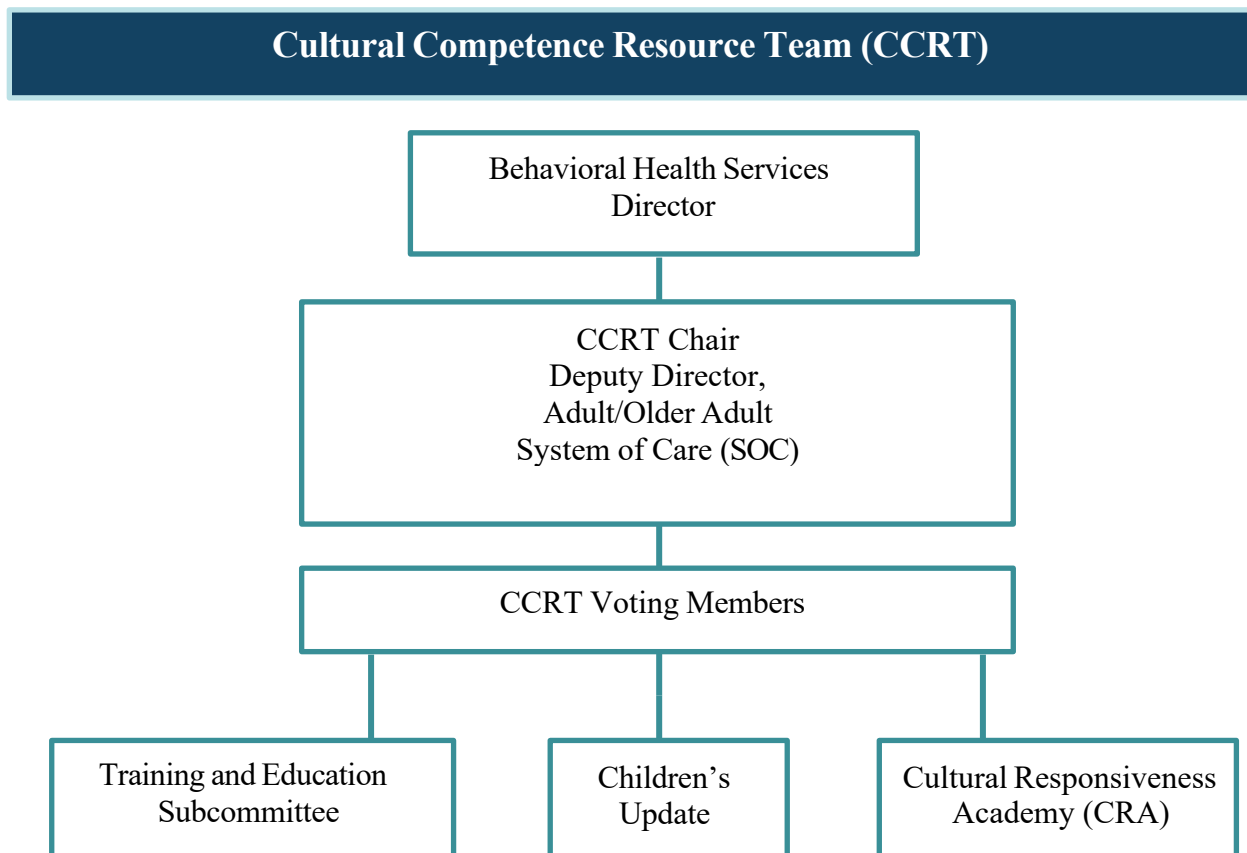 Cultural Competence Resource Team (CCRT)
Behavioral Health Services
Director
CCRT Chair
Deputy Director,
Adult/Older Adult
System of Care (SOC)
CCRT Voting Members
Training and Education
Subcommittee
Children’s
Update
Cultural Responsiveness
Academy (CRA)